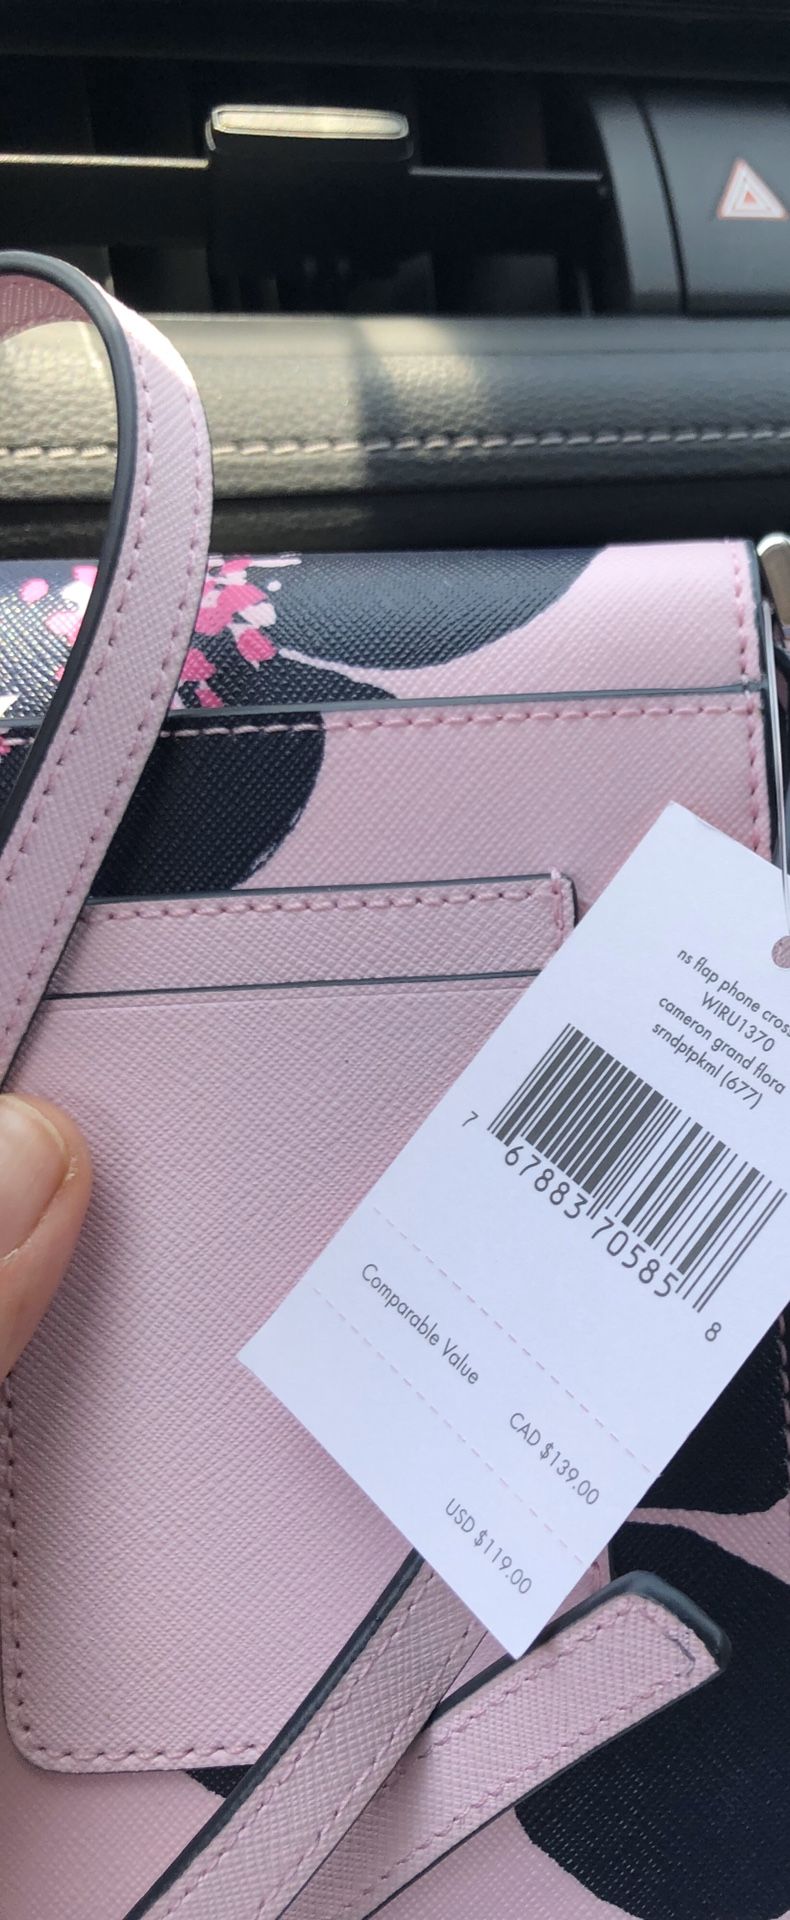 ns flap phone cross
WIRU1370
cameron grand flora
srndptpkml (677)
7 67883 70585 8
Comparable Value
CAD $139.00
USD $119.00